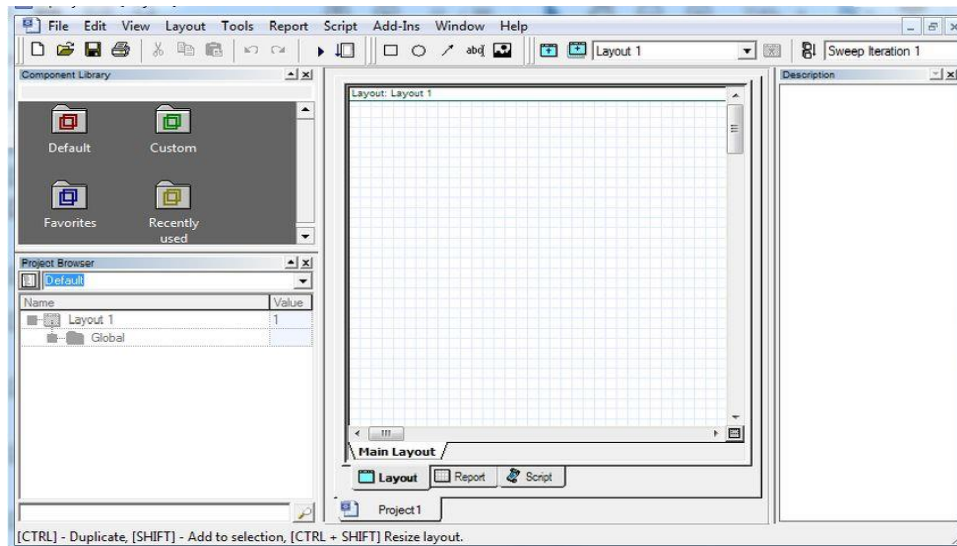 File Edit View Layout Tools Report Script Add-Ins Window Help
abc Layout 1 Sweep Iteration 1
Component Library
Default Custom
Favorites Recently used
Project Browser
Default
Name Value
Layout 1 1
Global
Layout: Layout 1
Main Layout
Layout Report Script
Project1
Description
[CTRL] - Duplicate, [SHIFT] - Add to selection, [CTRL + SHIFT] Resize layout.